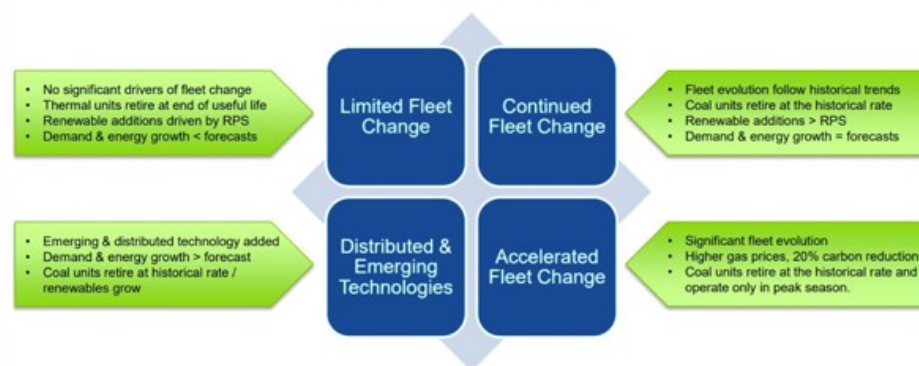 • No significant drivers of fleet change
• Thermal units retire at end of useful life
• Renewable additions driven by RPS
• Demand & energy growth < forecasts
Limited Fleet
Change
Continued
Fleet Change
• Fleet evolution follow historical trends
• Coal units retire at the historical rate
• Renewable additions > RPS
• Demand & energy growth = forecasts
• Emerging & distributed technology added
• Demand & energy growth > forecast
• Coal units retire at historical rate /
renewables grow
Distributed &
Emerging
Technologies
Accelerated
Fleet Change
• Significant fleet evolution
• Higher gas prices, 20% carbon reduction
• Coal units retire at the historical rate and
operate only in peak season.